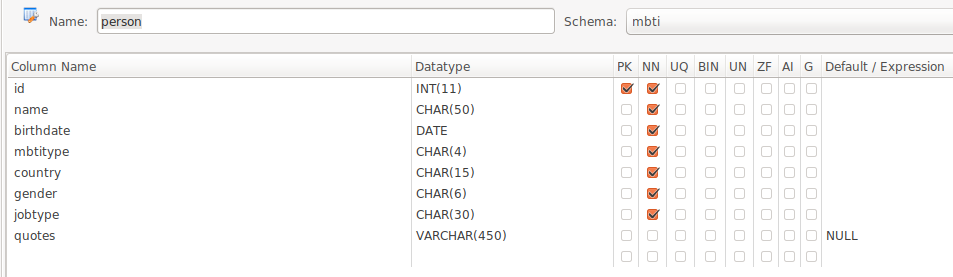 Name: person Schema: mbti
Column Name Datatype PK NN UQ BIN UN ZF AI G Default / Expression
id INT(11)
name CHAR(50)
birthdate DATE
mbtitype CHAR(4)
country CHAR(15)
gender CHAR(6)
jobtype CHAR(30)
quotes VARCHAR(450) NULL